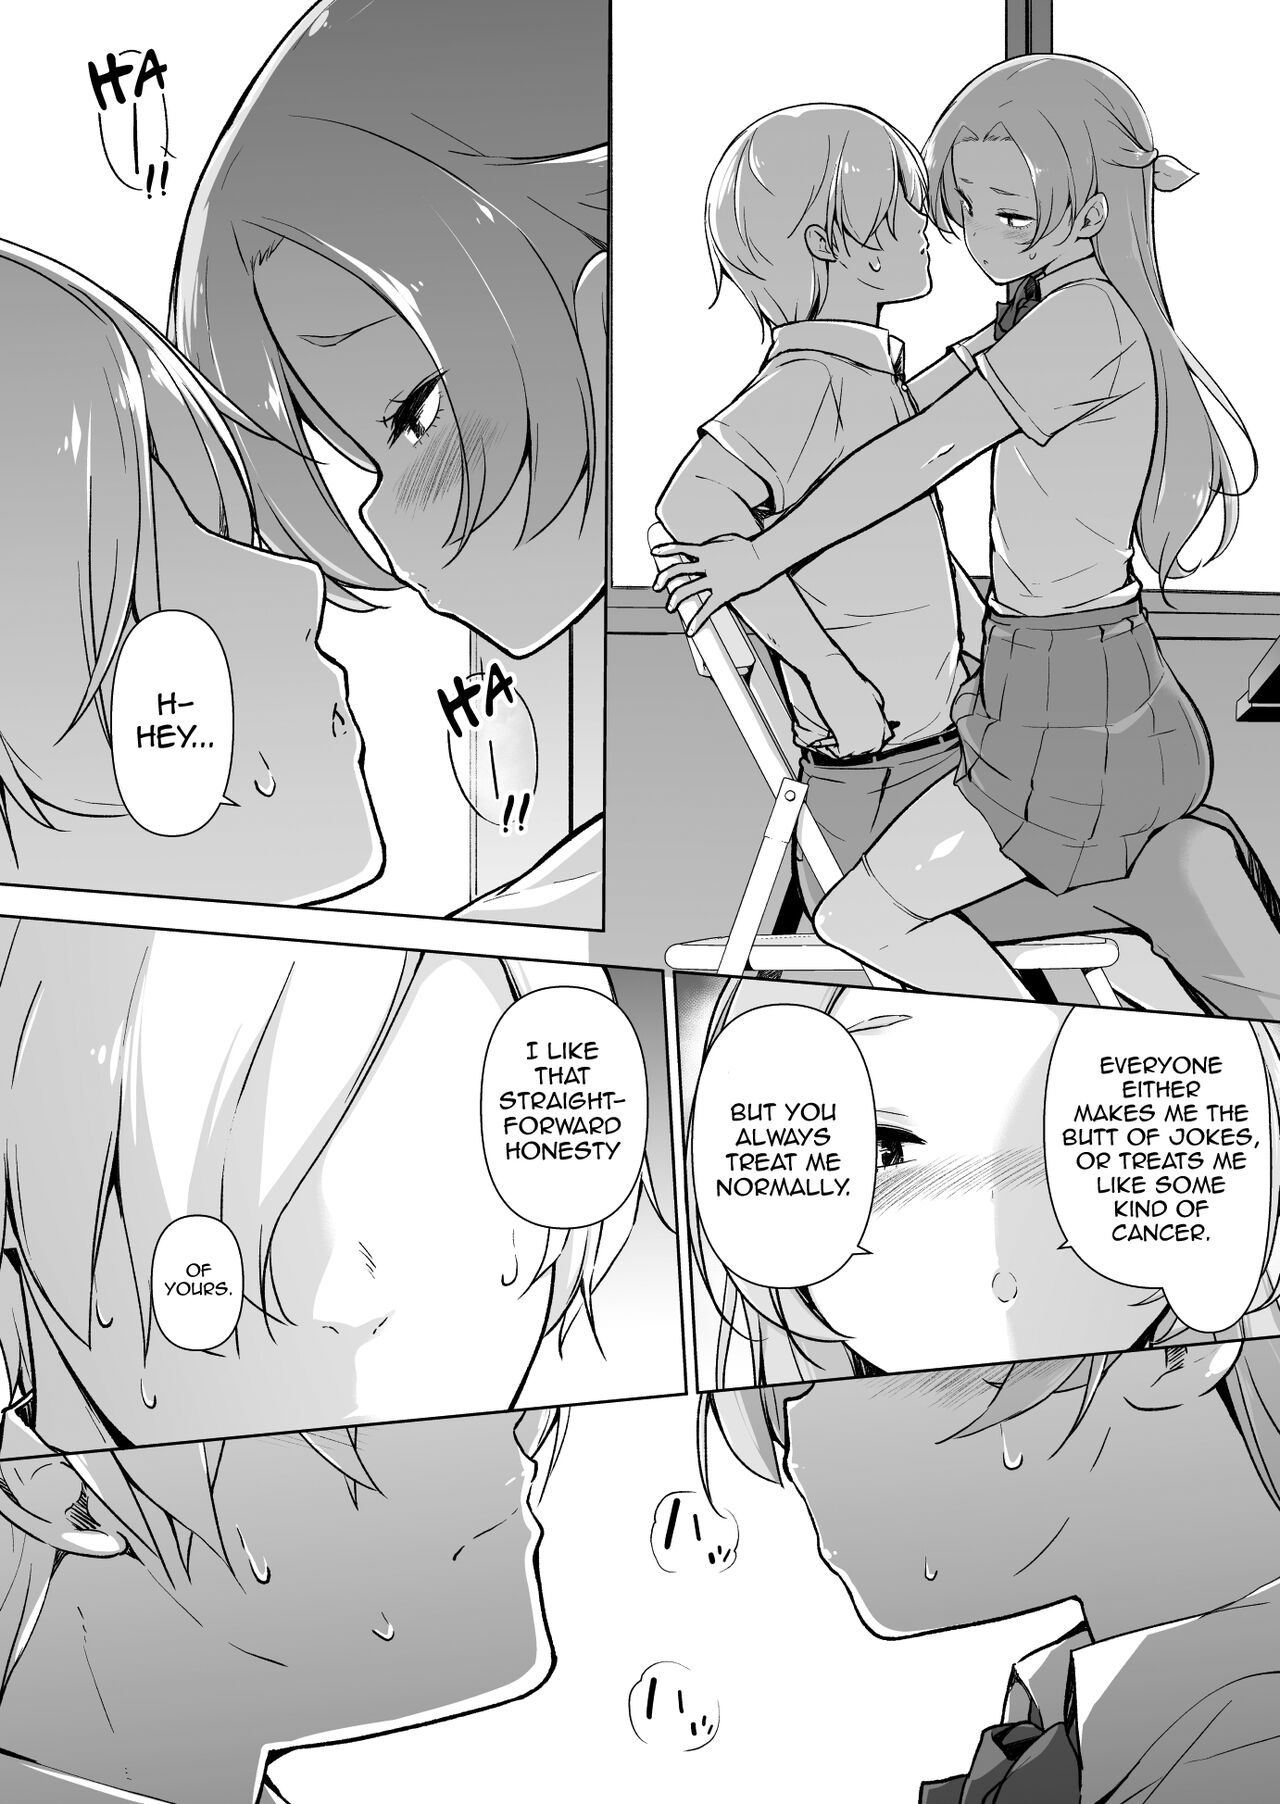 HA
—!!
H-
HEY...
HA
—!!
EVERYONE
EITHER
MAKES ME THE
BUTT OF JOKES,
OR TREATS ME
LIKE SOME
KIND OF
CANCER.
BUT YOU
ALWAYS
TREAT ME
NORMALLY.
I LIKE
THAT
STRAIGHT-
FORWARD
HONESTY
OF
YOURS.